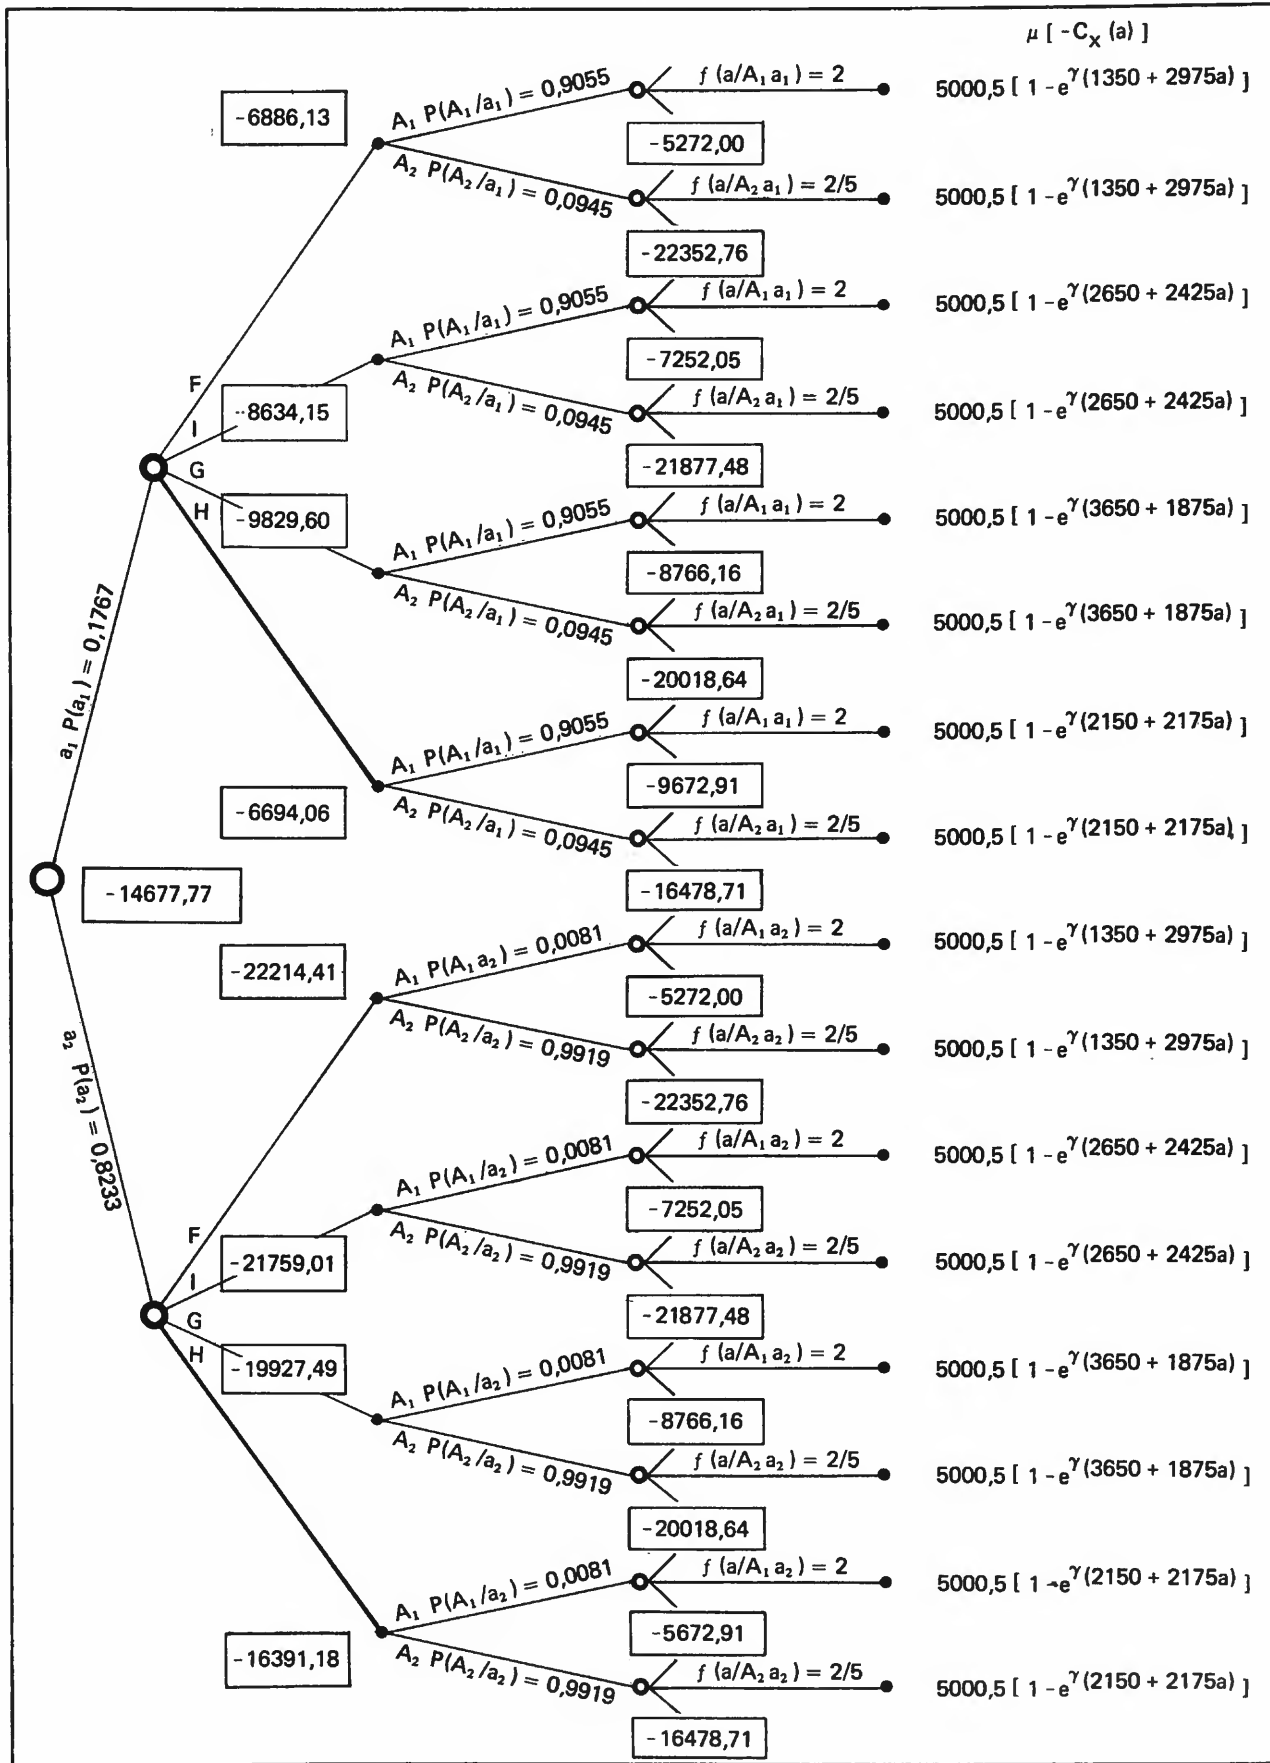 μ [ -Cₓ (a) ]
A₁ P(A₁/a₁) = 0,9055
f (a/A₁ a₁) = 2
5000,5 [ 1 - e^γ(1350 + 2975a) ]
-6886,13
-5272,00
A₂ P(A₂/a₁) = 0,0945
f (a/A₂ a₁) = 2/5
5000,5 [ 1 - e^γ(1350 + 2975a) ]
-22352,76
A₁ P(A₁/a₁) = 0,9055
f (a/A₁ a₁) = 2
5000,5 [ 1 - e^γ(2650 + 2425a) ]
-7252,05
F
-8634,15
A₂ P(A₂/a₁) = 0,0945
f (a/A₂ a₁) = 2/5
5000,5 [ 1 - e^γ(2650 + 2425a) ]
I
-21877,48
G
H
-9829,60
A₁ P(A₁/a₁) = 0,9055
f (a/A₁ a₁) = 2
5000,5 [ 1 - e^γ(3650 + 1875a) ]
-8766,16
A₂ P(A₂/a₁) = 0,0945
f (a/A₂ a₁) = 2/5
5000,5 [ 1 - e^γ(3650 + 1875a) ]
-20018,64
a₁ P(a₁) = 0,1767
A₁ P(A₁/a₁) = 0,9055
f (a/A₁ a₁) = 2
5000,5 [ 1 - e^γ(2150 + 2175a) ]
-9672,91
-6694,06
A₂ P(A₂/a₁) = 0,0945
f (a/A₂ a₁) = 2/5
5000,5 [ 1 - e^γ(2150 + 2175a) ]
-16478,71
-14677,77
A₁ P(A₁a₂) = 0,0081
f (a/A₁ a₂) = 2
5000,5 [ 1 - e^γ(1350 + 2975a) ]
-22214,41
-5272,00
A₂ P(A₂/a₂) = 0,9919
f (a/A₂ a₂) = 2/5
5000,5 [ 1 - e^γ(1350 + 2975a) ]
-22352,76
a₂ P(a₂) = 0,8233
A₁ P(A₁/a₂) = 0,0081
f (a/A₁ a₂) = 2
5000,5 [ 1 - e^γ(2650 + 2425a) ]
-7252,05
F
-21759,01
A₂ P(A₂/a₂) = 0,9919
f (a/A₂ a₂) = 2/5
5000,5 [ 1 - e^γ(2650 + 2425a) ]
I
-21877,48
G
H
-19927,49
A₁ P(A₁/a₂) = 0,0081
f (a/A₁ a₂) = 2
5000,5 [ 1 - e^γ(3650 + 1875a) ]
-8766,16
A₂ P(A₂/a₂) = 0,9919
f (a/A₂ a₂) = 2/5
5000,5 [ 1 - e^γ(3650 + 1875a) ]
-20018,64
A₁ P(A₁/a₂) = 0,0081
f (a/A₁ a₂) = 2
5000,5 [ 1 - e^γ(2150 + 2175a) ]
-5672,91
-16391,18
A₂ P(A₂/a₂) = 0,9919
f (a/A₂ a₂) = 2/5
5000,5 [ 1 - e^γ(2150 + 2175a) ]
-16478,71